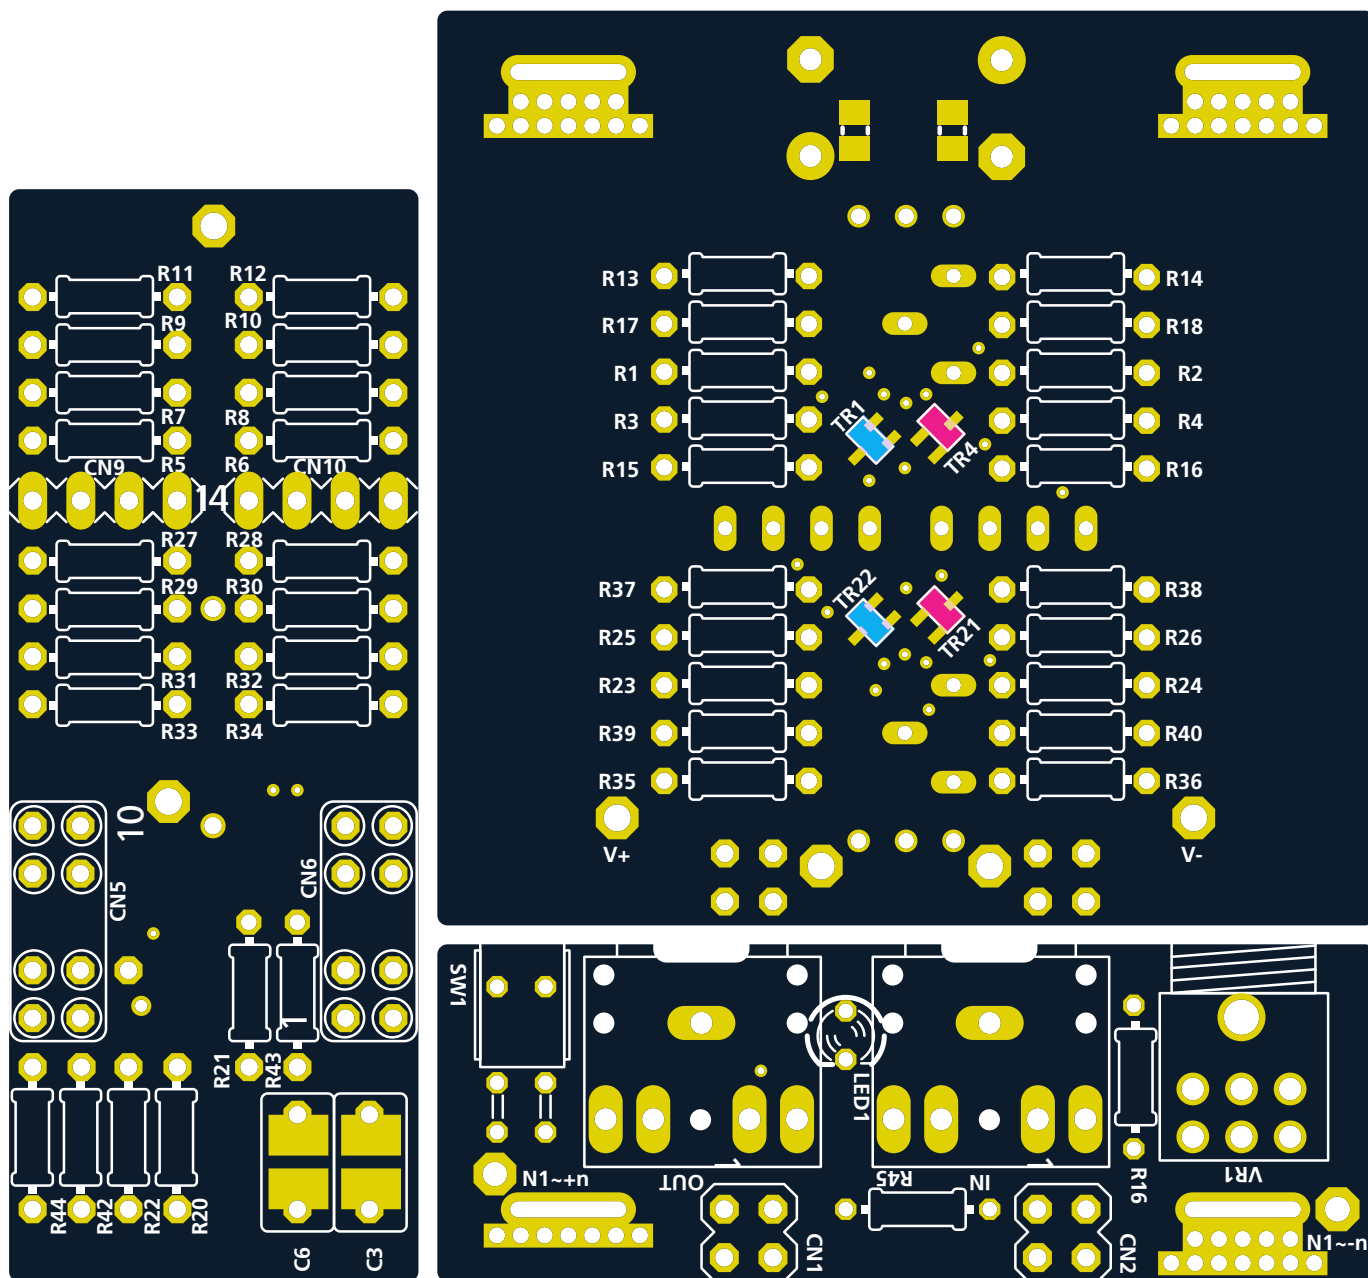 R11 R12
R9 R10
R7 R8
CN9 R5 R6 CN10
14
R27 R28
R29 R30
R31 R32
R33 R34
10
CN5
CN6
1
R21
R43
R44
R42
R22
R20
C6
C3
R13 R14
R17 R18
R1 R2
R3 TR1 TR4 R4
R15 R16
R37 TR22 R38
R25 TR21 R26
R23 R24
R39 R40
R35 R36
V+ V-
SW1
LED1
1
1
N1~+n
OUT
R45
IN
R16
VR1
CN1
CN2
N1~-n